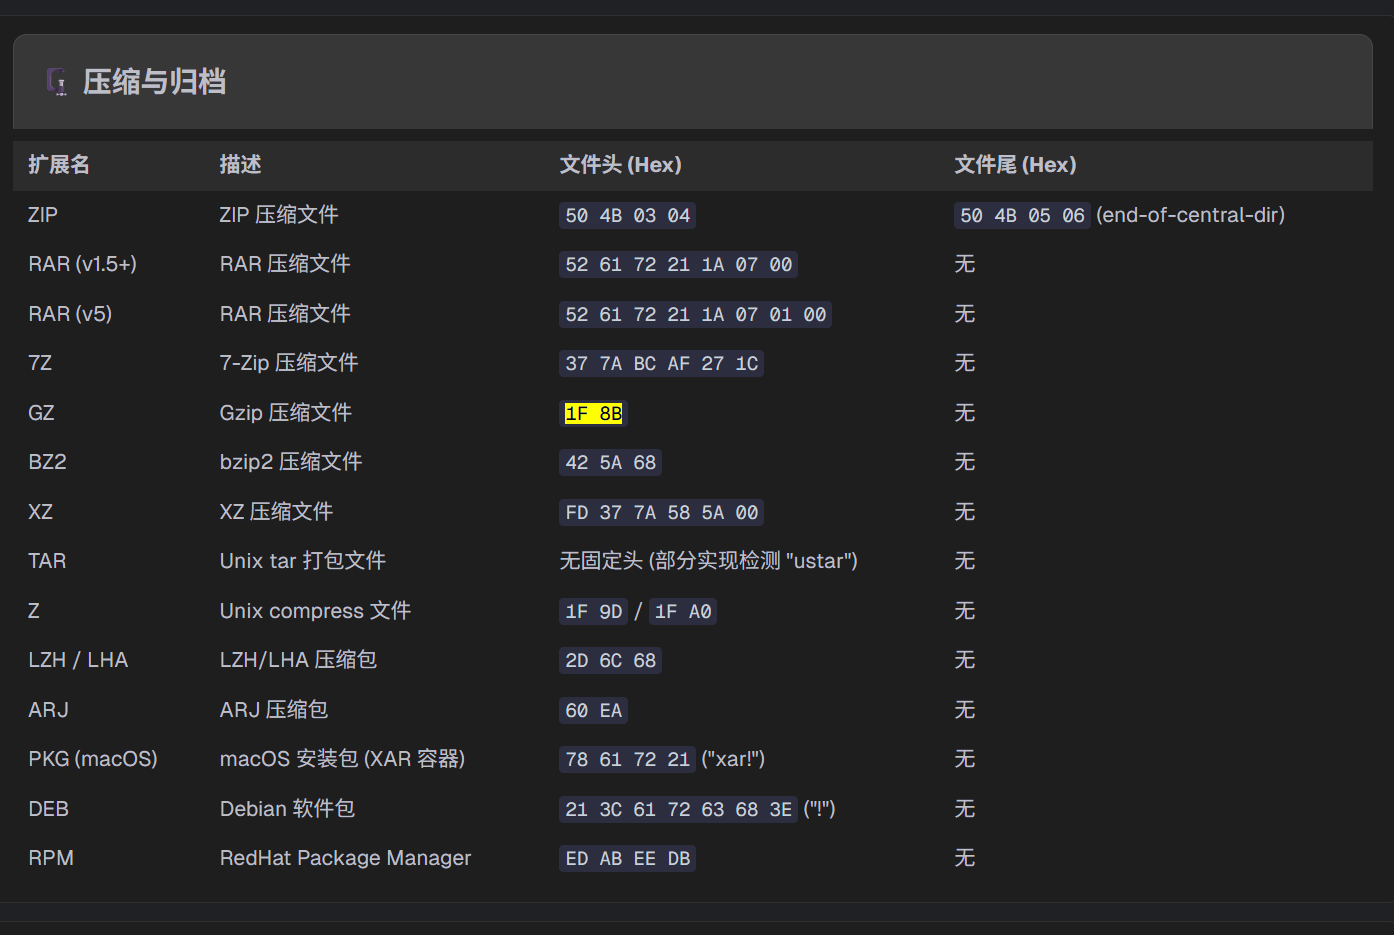 压缩与归档
扩展名 描述 文件头 (Hex) 文件尾 (Hex)
ZIP ZIP 压缩文件 50 4B 03 04 50 4B 05 06 (end-of-central-dir)
RAR (v1.5+) RAR 压缩文件 52 61 72 21 1A 07 00 无
RAR (v5) RAR 压缩文件 52 61 72 21 1A 07 01 00 无
7Z 7-Zip 压缩文件 37 7A BC AF 27 1C 无
GZ Gzip 压缩文件 1F 8B 无
BZ2 bzip2 压缩文件 42 5A 68 无
XZ XZ 压缩文件 FD 37 7A 58 5A 00 无
TAR Unix tar 打包文件 无固定头 (部分实现检测 "ustar") 无
Z Unix compress 文件 1F 9D / 1F A0 无
LZH / LHA LZH/LHA 压缩包 2D 6C 68 无
ARJ ARJ 压缩包 60 EA 无
PKG (macOS) macOS 安装包 (XAR 容器) 78 61 72 21 ("xar!") 无
DEB Debian 软件包 21 3C 61 72 63 68 3E ("!") 无
RPM RedHat Package Manager ED AB EE DB 无